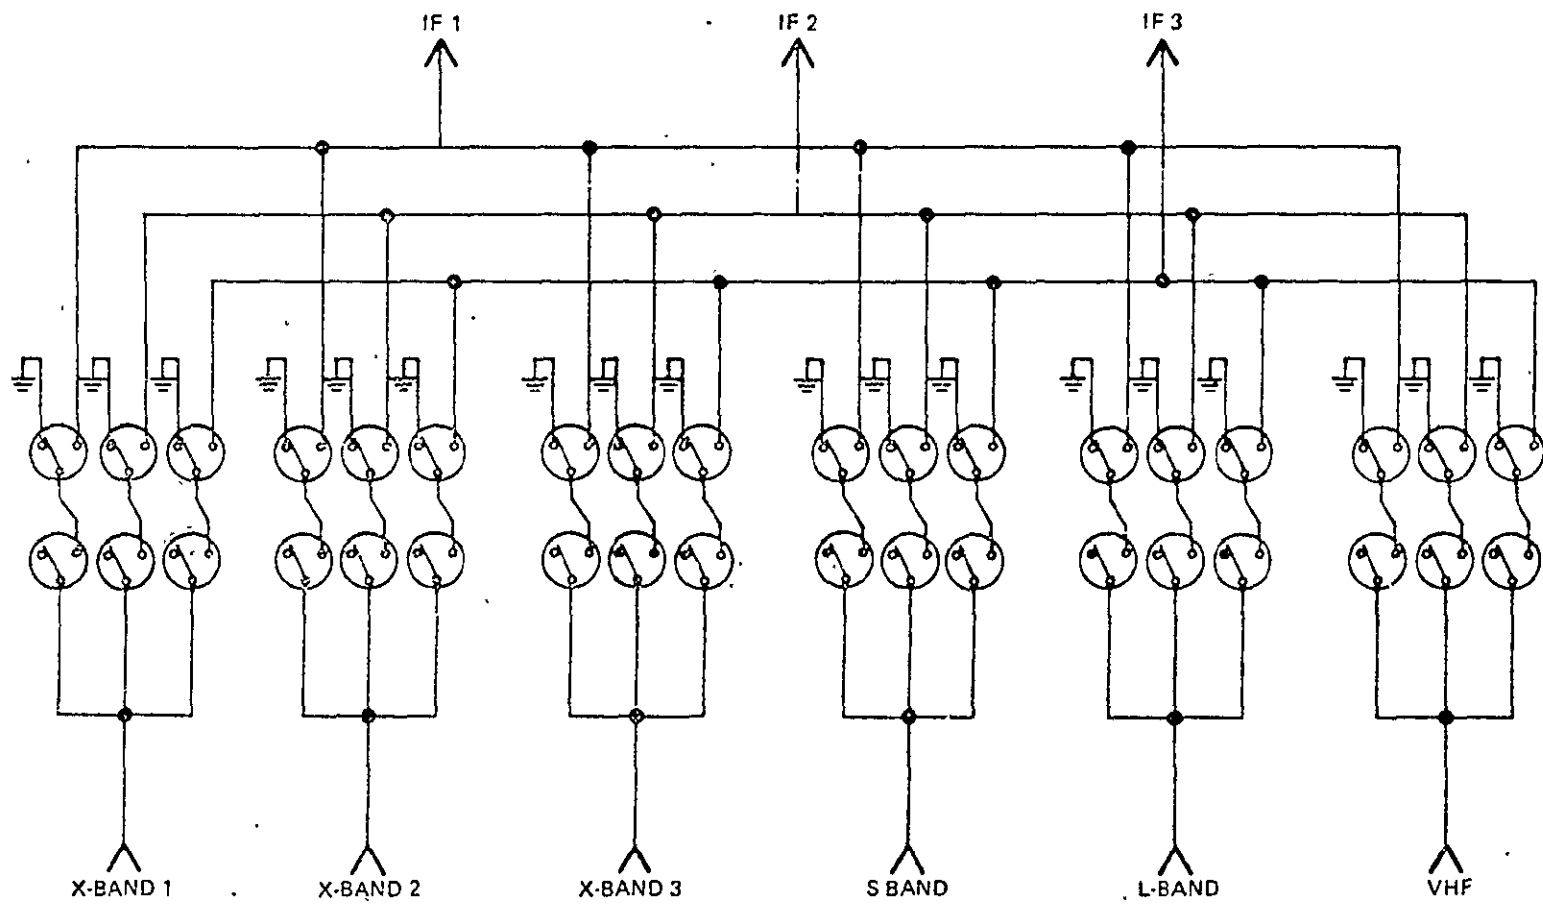 IF 1
IF 2
IF 3
X-BAND 1
X-BAND 2
X-BAND 3
S BAND
L-BAND
VHF